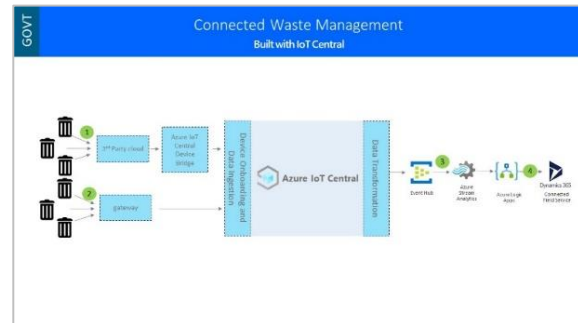 GOVT
Connected Waste Management
Built with IoT Central
1
3rd Party cloud
Azure IoT
Central
Device
Bridge
2
gateway
Device Onboarding and
Data Ingestion
Azure IoT Central
Data Transformation
Event Hub
3
Azure
Stream
Analytics
Azure Logic
Apps
4
Dynamics 365
Connected
Field Service